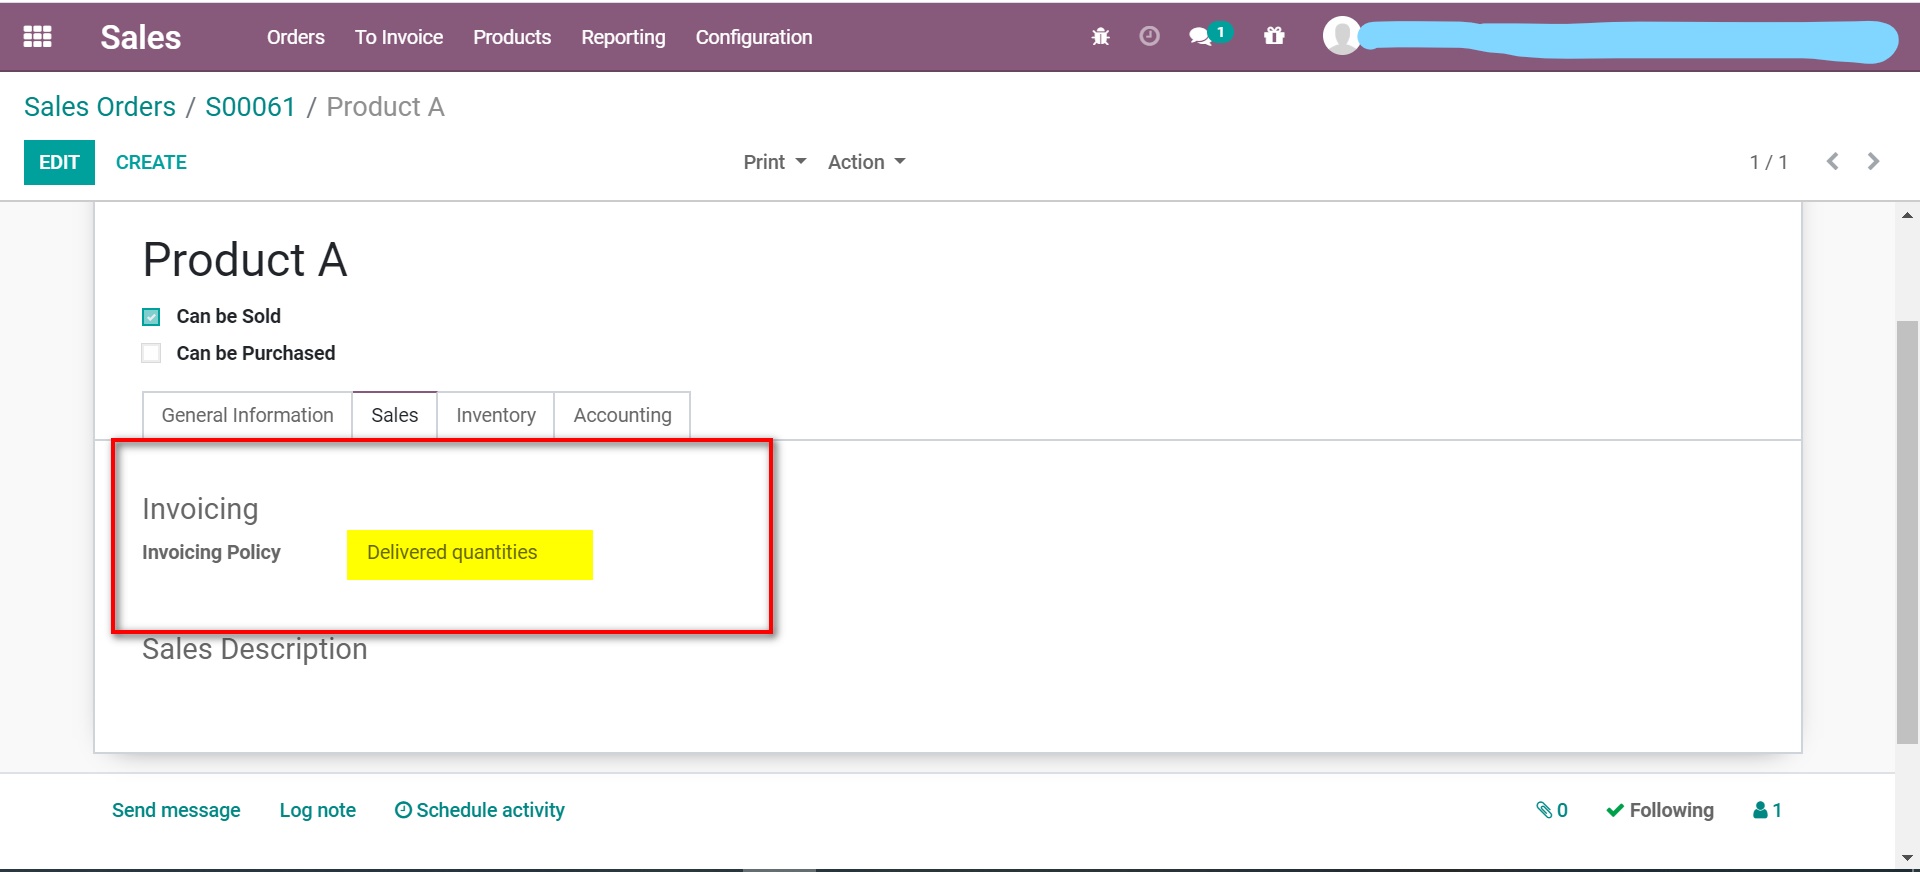 Sales Orders To Invoice Products Reporting Configuration 1
Sales Orders / S00061 / Product A
EDIT CREATE Print Action 1 / 1
Product A
Can be Sold
Can be Purchased
General Information Sales Inventory Accounting
Invoicing
Invoicing Policy Delivered quantities
Sales Description
Send message Log note Schedule activity 0 Following 1